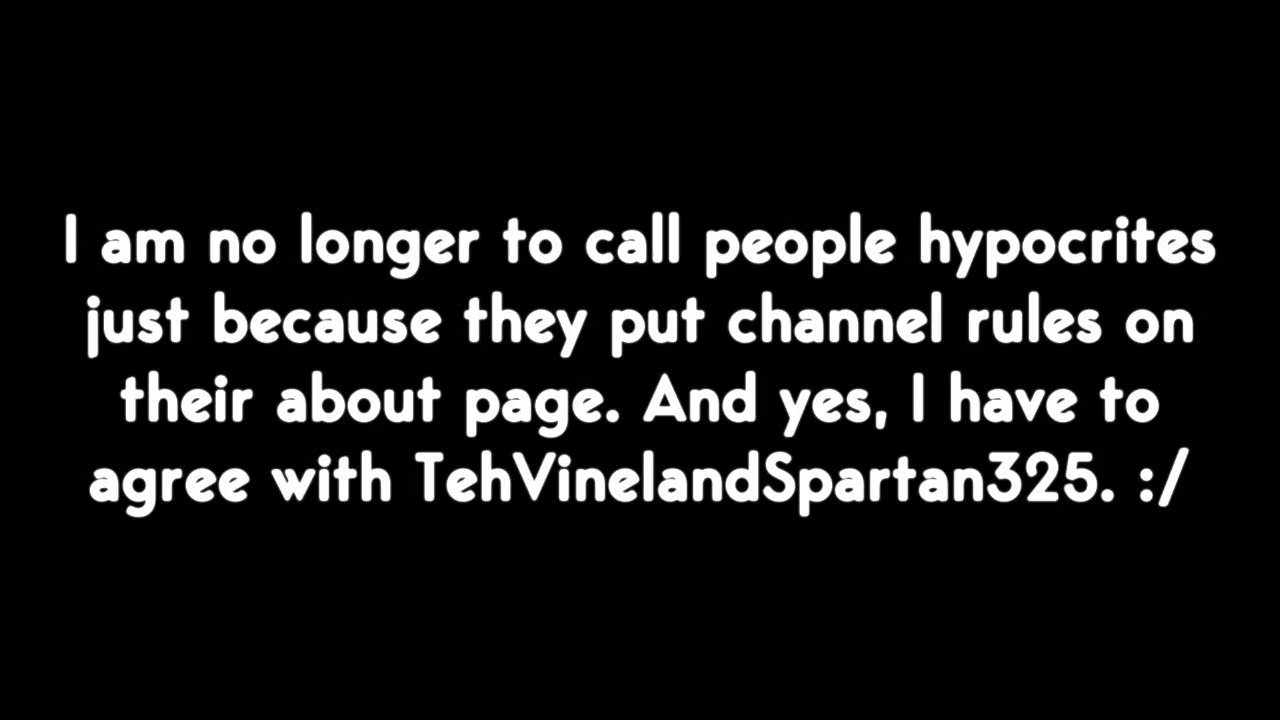 I am no longer to call people hypocrites
just because they put channel rules on
their about page. And yes, I have to
agree with TehVinelandSpartan325. :/